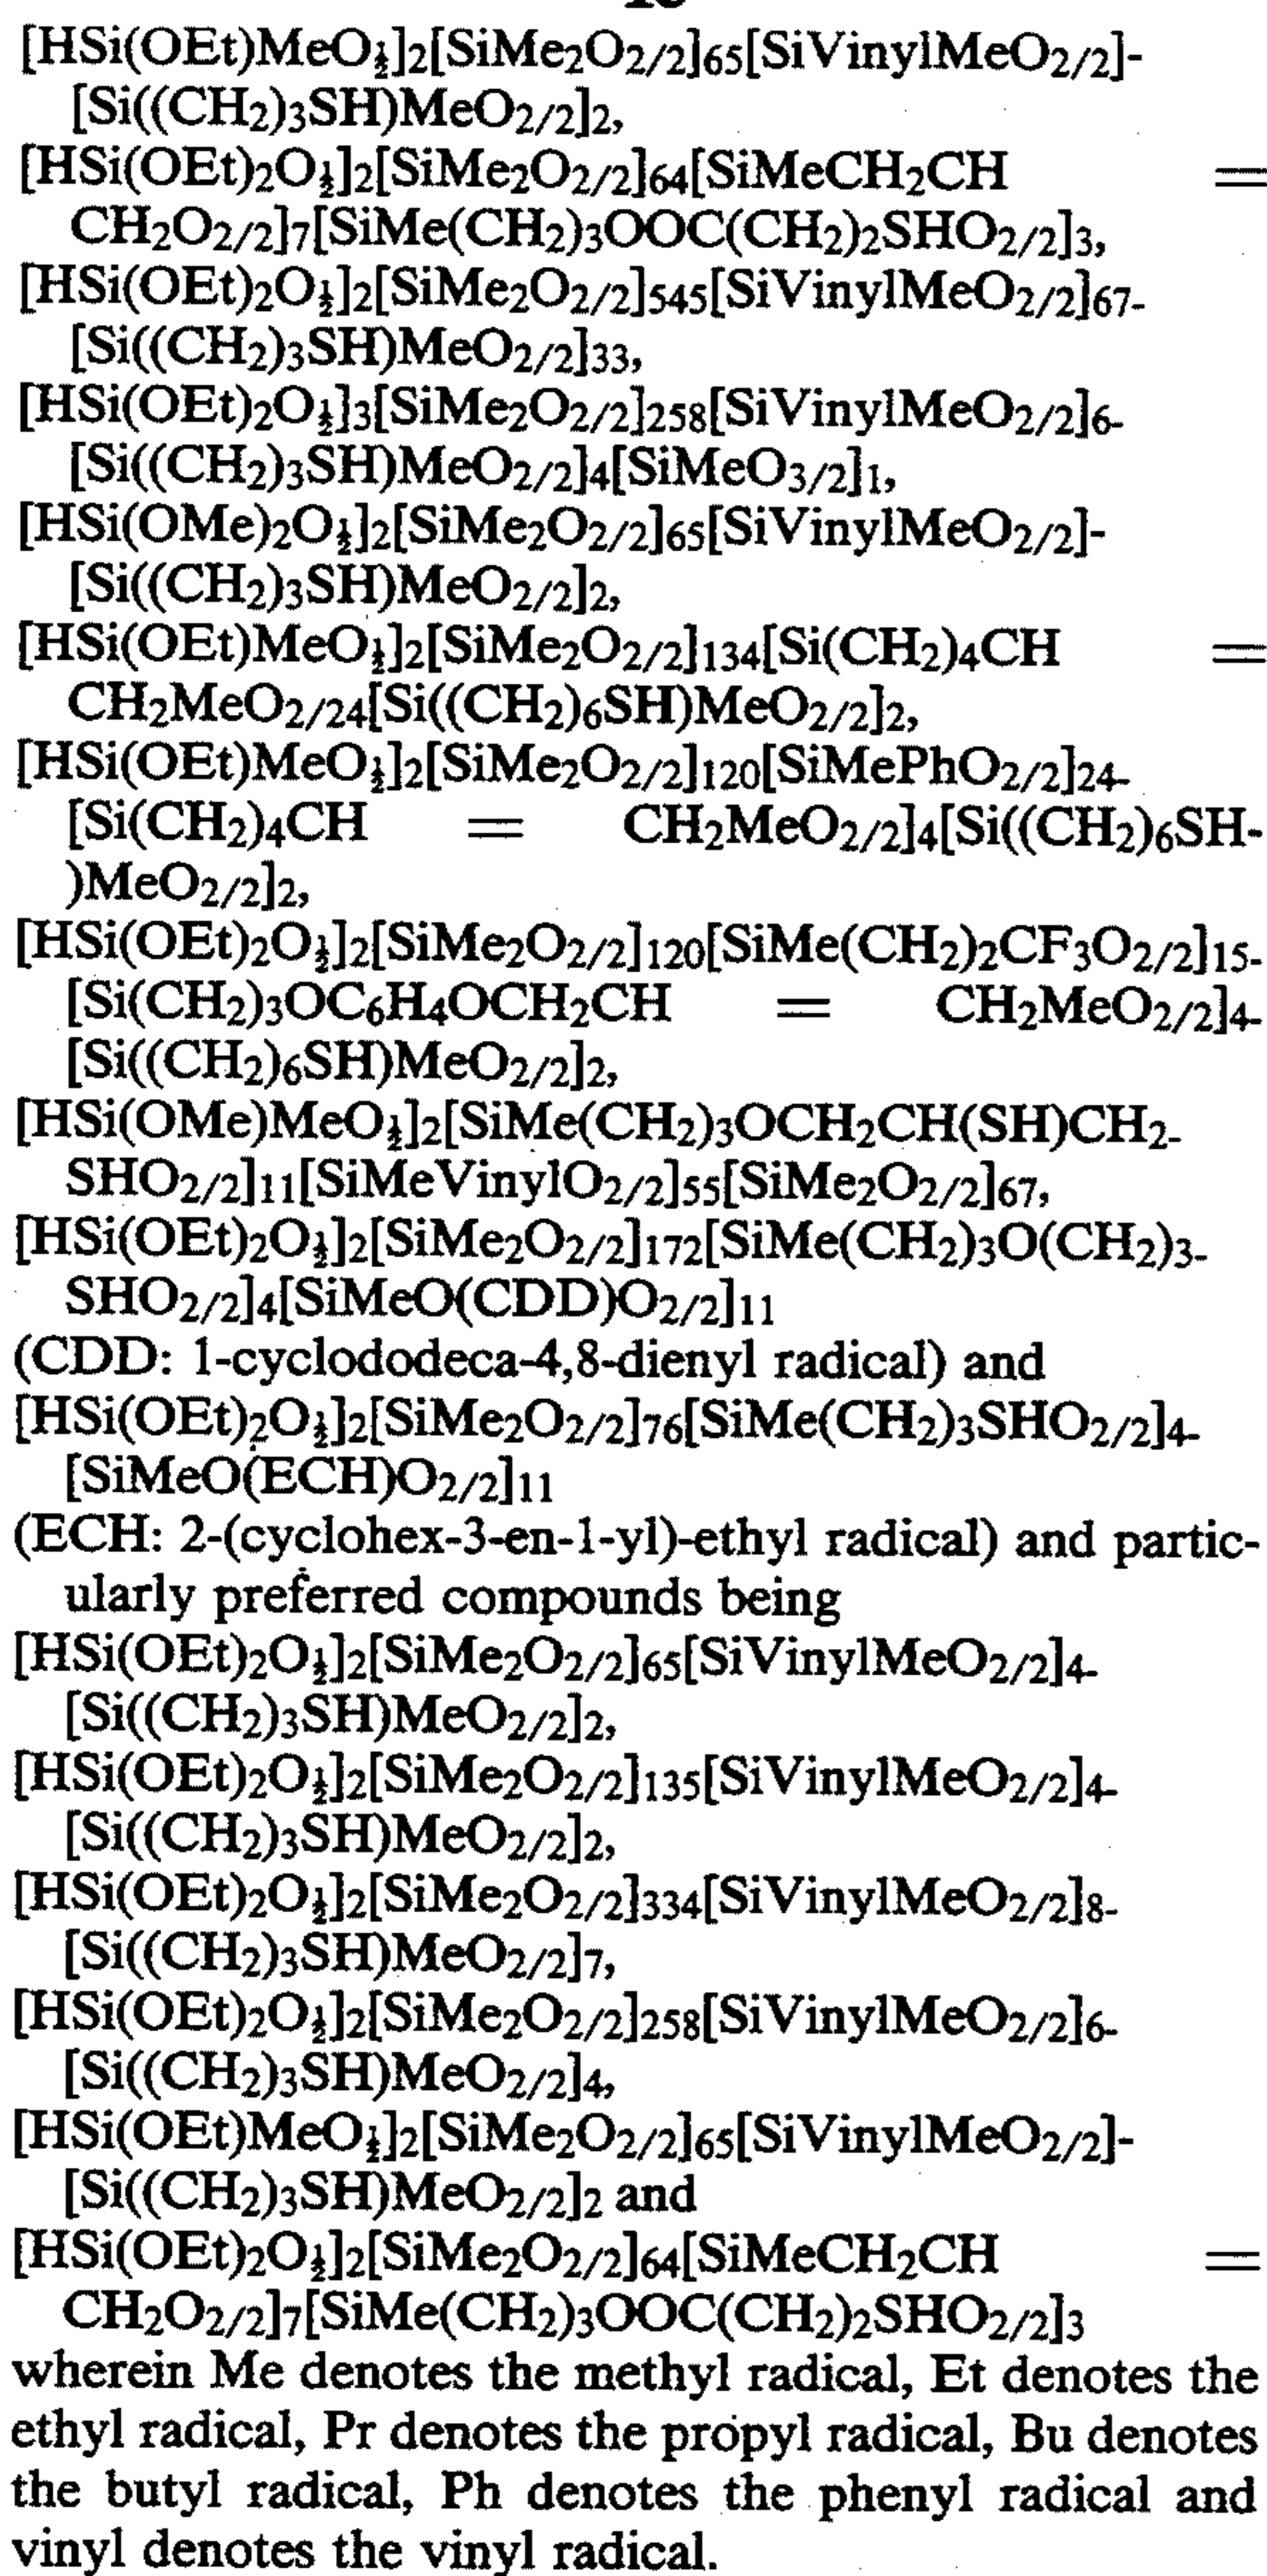 [HSi(OEt)MeO½]2[SiMe2O2/2]65[SiVinylMeO2/2]-
[Si((CH2)3SH)MeO2/2]2,
[HSi(OEt)2O½]2[SiMe2O2/2]64[SiMeCH2CH =
CH2O2/2]7[SiMe(CH2)3OOC(CH2)2SHO2/2]3,
[HSi(OEt)2O½]2[SiMe2O2/2]545[SiVinylMeO2/2]67-
[Si((CH2)3SH)MeO2/2]33,
[HSi(OEt)2O½]3[SiMe2O2/2]258[SiVinylMeO2/2]6-
[Si((CH2)3SH)MeO2/2]4[SiMeO3/2]1,
[HSi(OMe)2O½]2[SiMe2O2/2]65[SiVinylMeO2/2]-
[Si((CH2)3SH)MeO2/2]2,
[HSi(OEt)MeO½]2[SiMe2O2/2]134[Si(CH2)4CH =
CH2MeO2/24[Si((CH2)6SH)MeO2/2]2,
[HSi(OEt)MeO½]2[SiMe2O2/2]120[SiMePhO2/2]24-
[Si(CH2)4CH = CH2MeO2/2]4[Si((CH2)6SH-
)MeO2/2]2,
[HSi(OEt)2O½]2[SiMe2O2/2]120[SiMe(CH2)2CF3O2/2]15-
[Si(CH2)3OC6H4OCH2CH = CH2MeO2/2]4-
[Si((CH2)6SH)MeO2/2]2,
[HSi(OMe)MeO½]2[SiMe(CH2)3OCH2CH(SH)CH2-
SHO2/2]11[SiMeVinylO2/2]55[SiMe2O2/2]67,
[HSi(OEt)2O½]2[SiMe2O2/2]172[SiMe(CH2)3O(CH2)3-
SHO2/2]4[SiMeO(CDD)O2/2]11
(CDD: 1-cyclododeca-4,8-dienyl radical) and
[HSi(OEt)2O½]2[SiMe2O2/2]76[SiMe(CH2)3SHO2/2]4-
[SiMeO(ECH)O2/2]11
(ECH: 2-(cyclohex-3-en-1-yl)-ethyl radical) and partic-
ularly preferred compounds being
[HSi(OEt)2O½]2[SiMe2O2/2]65[SiVinylMeO2/2]4-
[Si((CH2)3SH)MeO2/2]2,
[HSi(OEt)2O½]2[SiMe2O2/2]135[SiVinylMeO2/2]4-
[Si((CH2)3SH)MeO2/2]2,
[HSi(OEt)2O½]2[SiMe2O2/2]334[SiVinylMeO2/2]8-
[Si((CH2)3SH)MeO2/2]7,
[HSi(OEt)2O½]2[SiMe2O2/2]258[SiVinylMeO2/2]6-
[Si((CH2)3SH)MeO2/2]4,
[HSi(OEt)MeO½]2[SiMe2O2/2]65[SiVinylMeO2/2]-
[Si((CH2)3SH)MeO2/2]2 and
[HSi(OEt)2O½]2[SiMe2O2/2]64[SiMeCH2CH =
CH2O2/2]7[SiMe(CH2)3OOC(CH2)2SHO2/2]3
wherein Me denotes the methyl radical, Et denotes the
ethyl radical, Pr denotes the propyl radical, Bu denotes
the butyl radical, Ph denotes the phenyl radical and
vinyl denotes the vinyl radical.